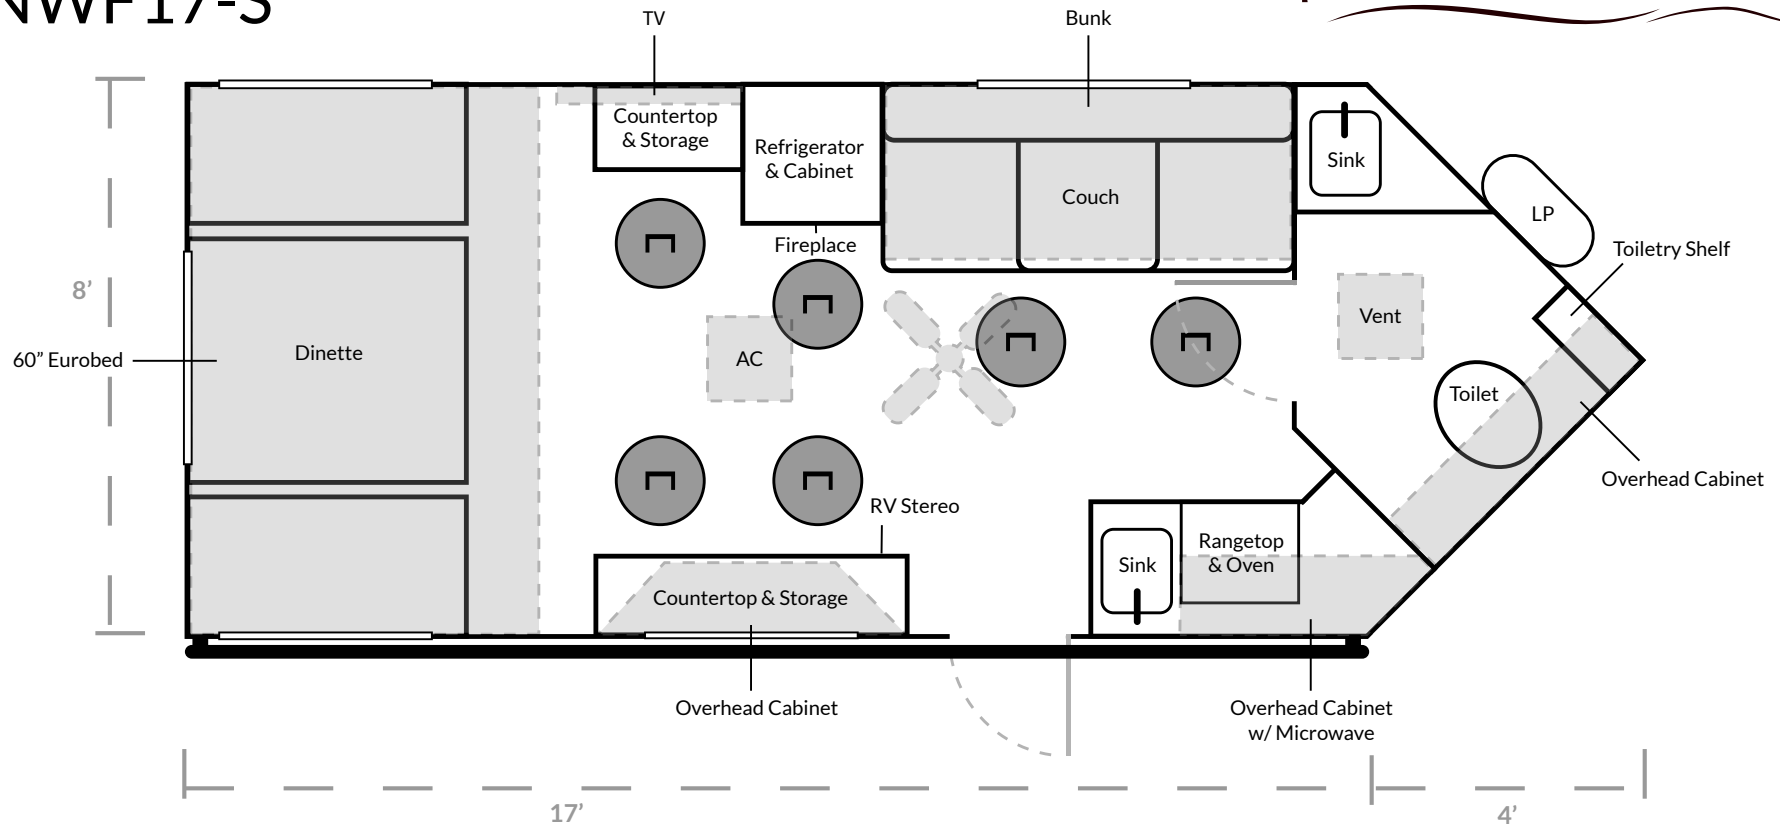 NWF17-S
TV
Bunk
Countertop
& Storage
Refrigerator
& Cabinet
Sink
Couch
LP
Fireplace
Toiletry Shelf
8’
Vent
60” Eurobed
Dinette
AC
Toilet
Overhead Cabinet
RV Stereo
Rangetop
& Oven
Sink
Countertop & Storage
Overhead Cabinet
Overhead Cabinet
w/ Microwave
17’
4’